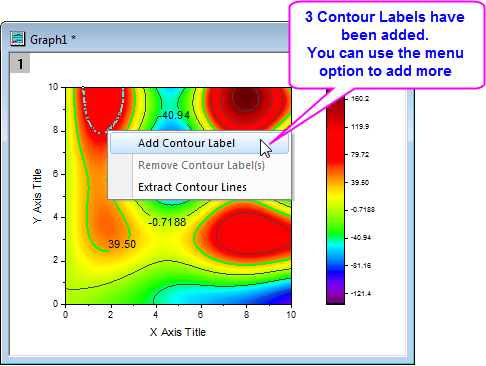 3 Contour Labels have
been added.
You can use the menu
option to add more
Graph1 *
1
10
8
6
4
2
0
Y Axis Title
-40.94
Add Contour Label
Remove Contour Label(s)
Extract Contour Lines
-0.7188
39.50
0 2 4 6 8 10
X Axis Title
160.2
119.8
79.72
39.50
-0.7188
-40.94
-81.16
-121.4